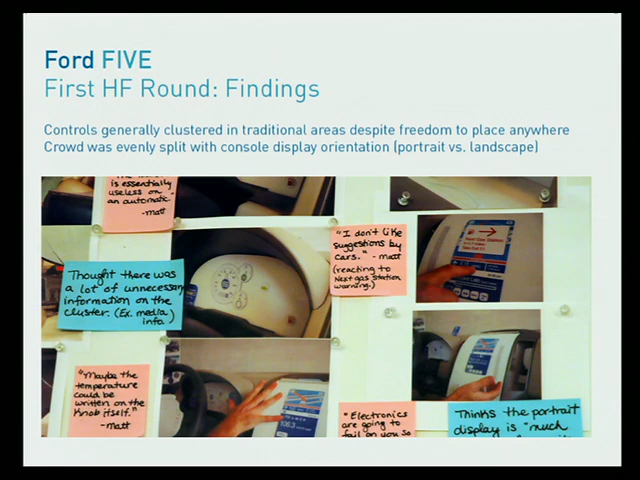 Ford FIVE
First HF Round: Findings
Controls generally clustered in traditional areas despite freedom to place anywhere
Crowd was evenly split with console display orientation (portrait vs. landscape)
is essentially
useless on
an automatic."
-matt
Thought there was
a lot of unnecessary
information on the
cluster. (Ex. media)
info.
"I don't like
suggestions by
cars." - matt
(reacting to
Next gas station
warning.)
"Maybe the
temperature
could be
written on the
knob itself."
-Matt
106.3
"Electronics
are going to
fail on you so
Thinks the portrait
display is "much